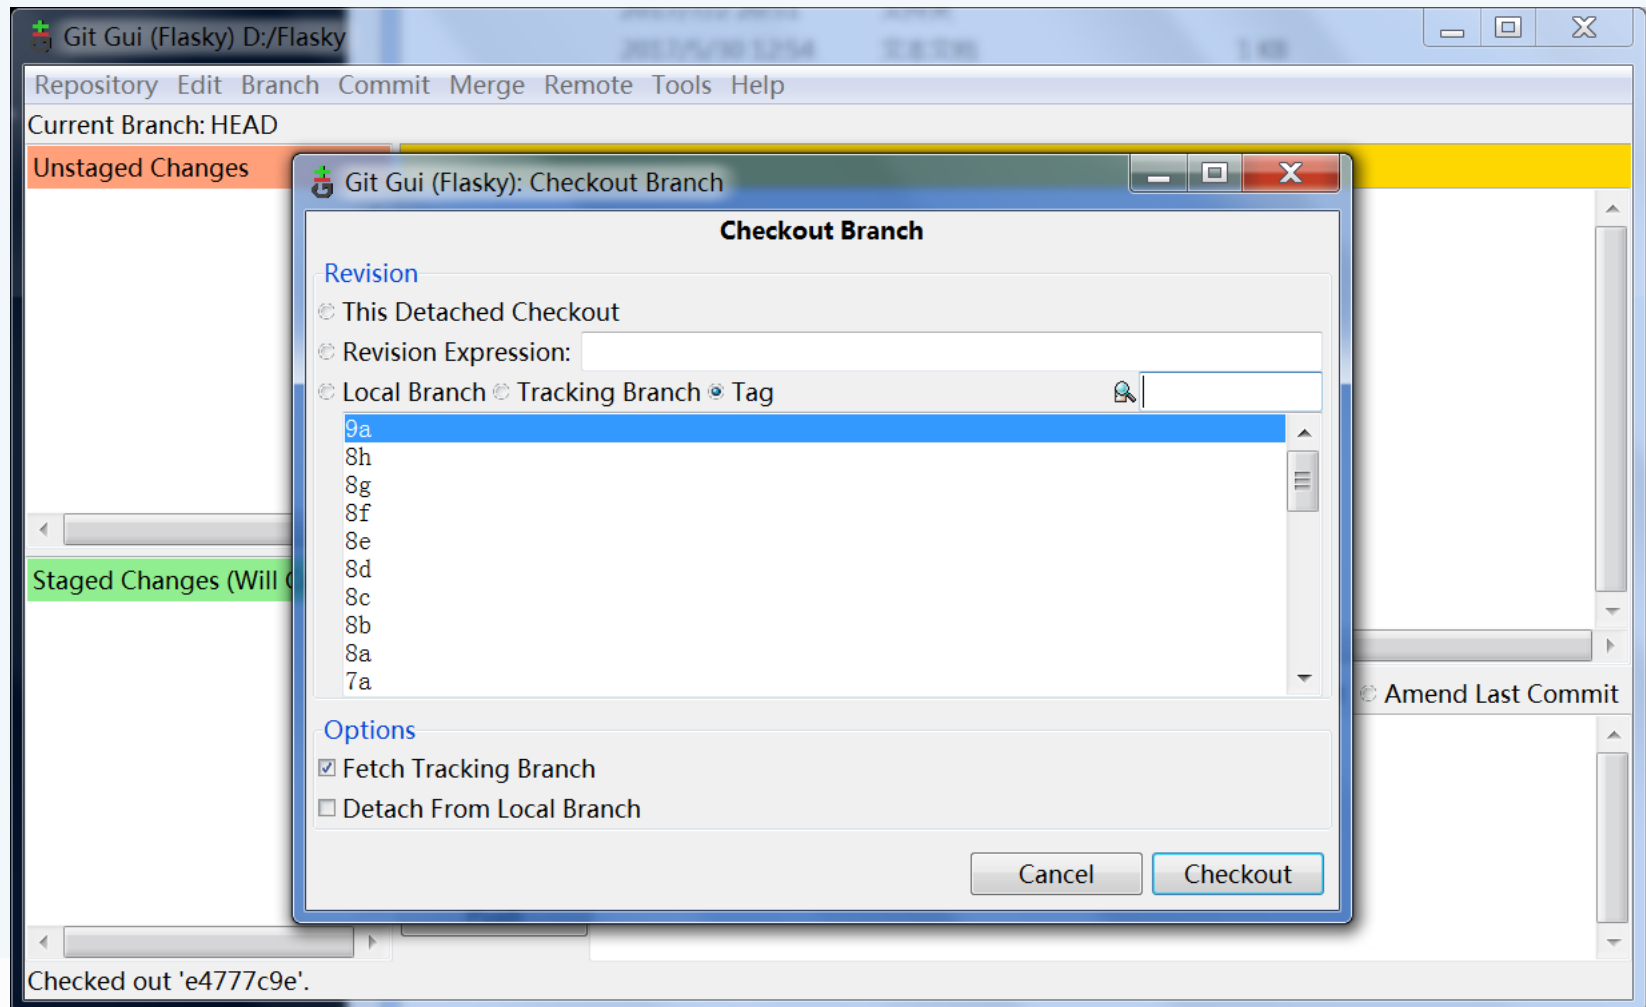 Git Gui (Flasky) D:/Flasky
Repository Edit Branch Commit Merge Remote Tools Help
Current Branch: HEAD
Unstaged Changes
Git Gui (Flasky): Checkout Branch
Checkout Branch
Revision
This Detached Checkout
Revision Expression:
Local Branch Tracking Branch Tag
9a
8h
8g
8f
8e
8d
8c
8b
8a
7a
Staged Changes (Will
Amend Last Commit
Options
Fetch Tracking Branch
Detach From Local Branch
Cancel Checkout
Checked out 'e4777c9e'.